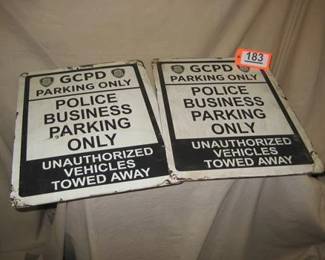 GCPD
PARKING ONLY
POLICE
BUSINESS
PARKING
ONLY
UNAUTHORIZED
VEHICLES
TOWED AWAY
183
GCPD
PARKING ONLY
POLICE
BUSINESS
PARKING
ONLY
UNAUTHORIZED
VEHICLES
TOWED AWAY